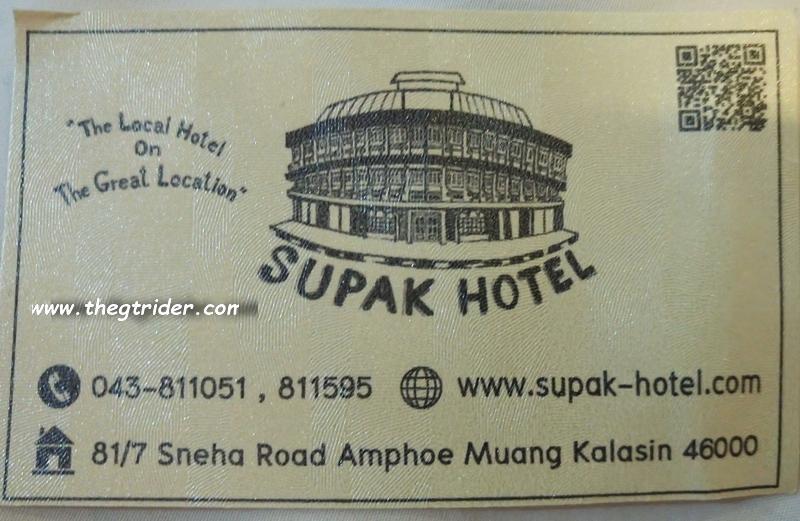 "The Local Hotel
On
The Great Location"
SUPAK HOTEL
www.thegtrider.com
043-811051 , 811595
www.supak-hotel.com
81/7 Sneha Road Amphoe Muang Kalasin 46000